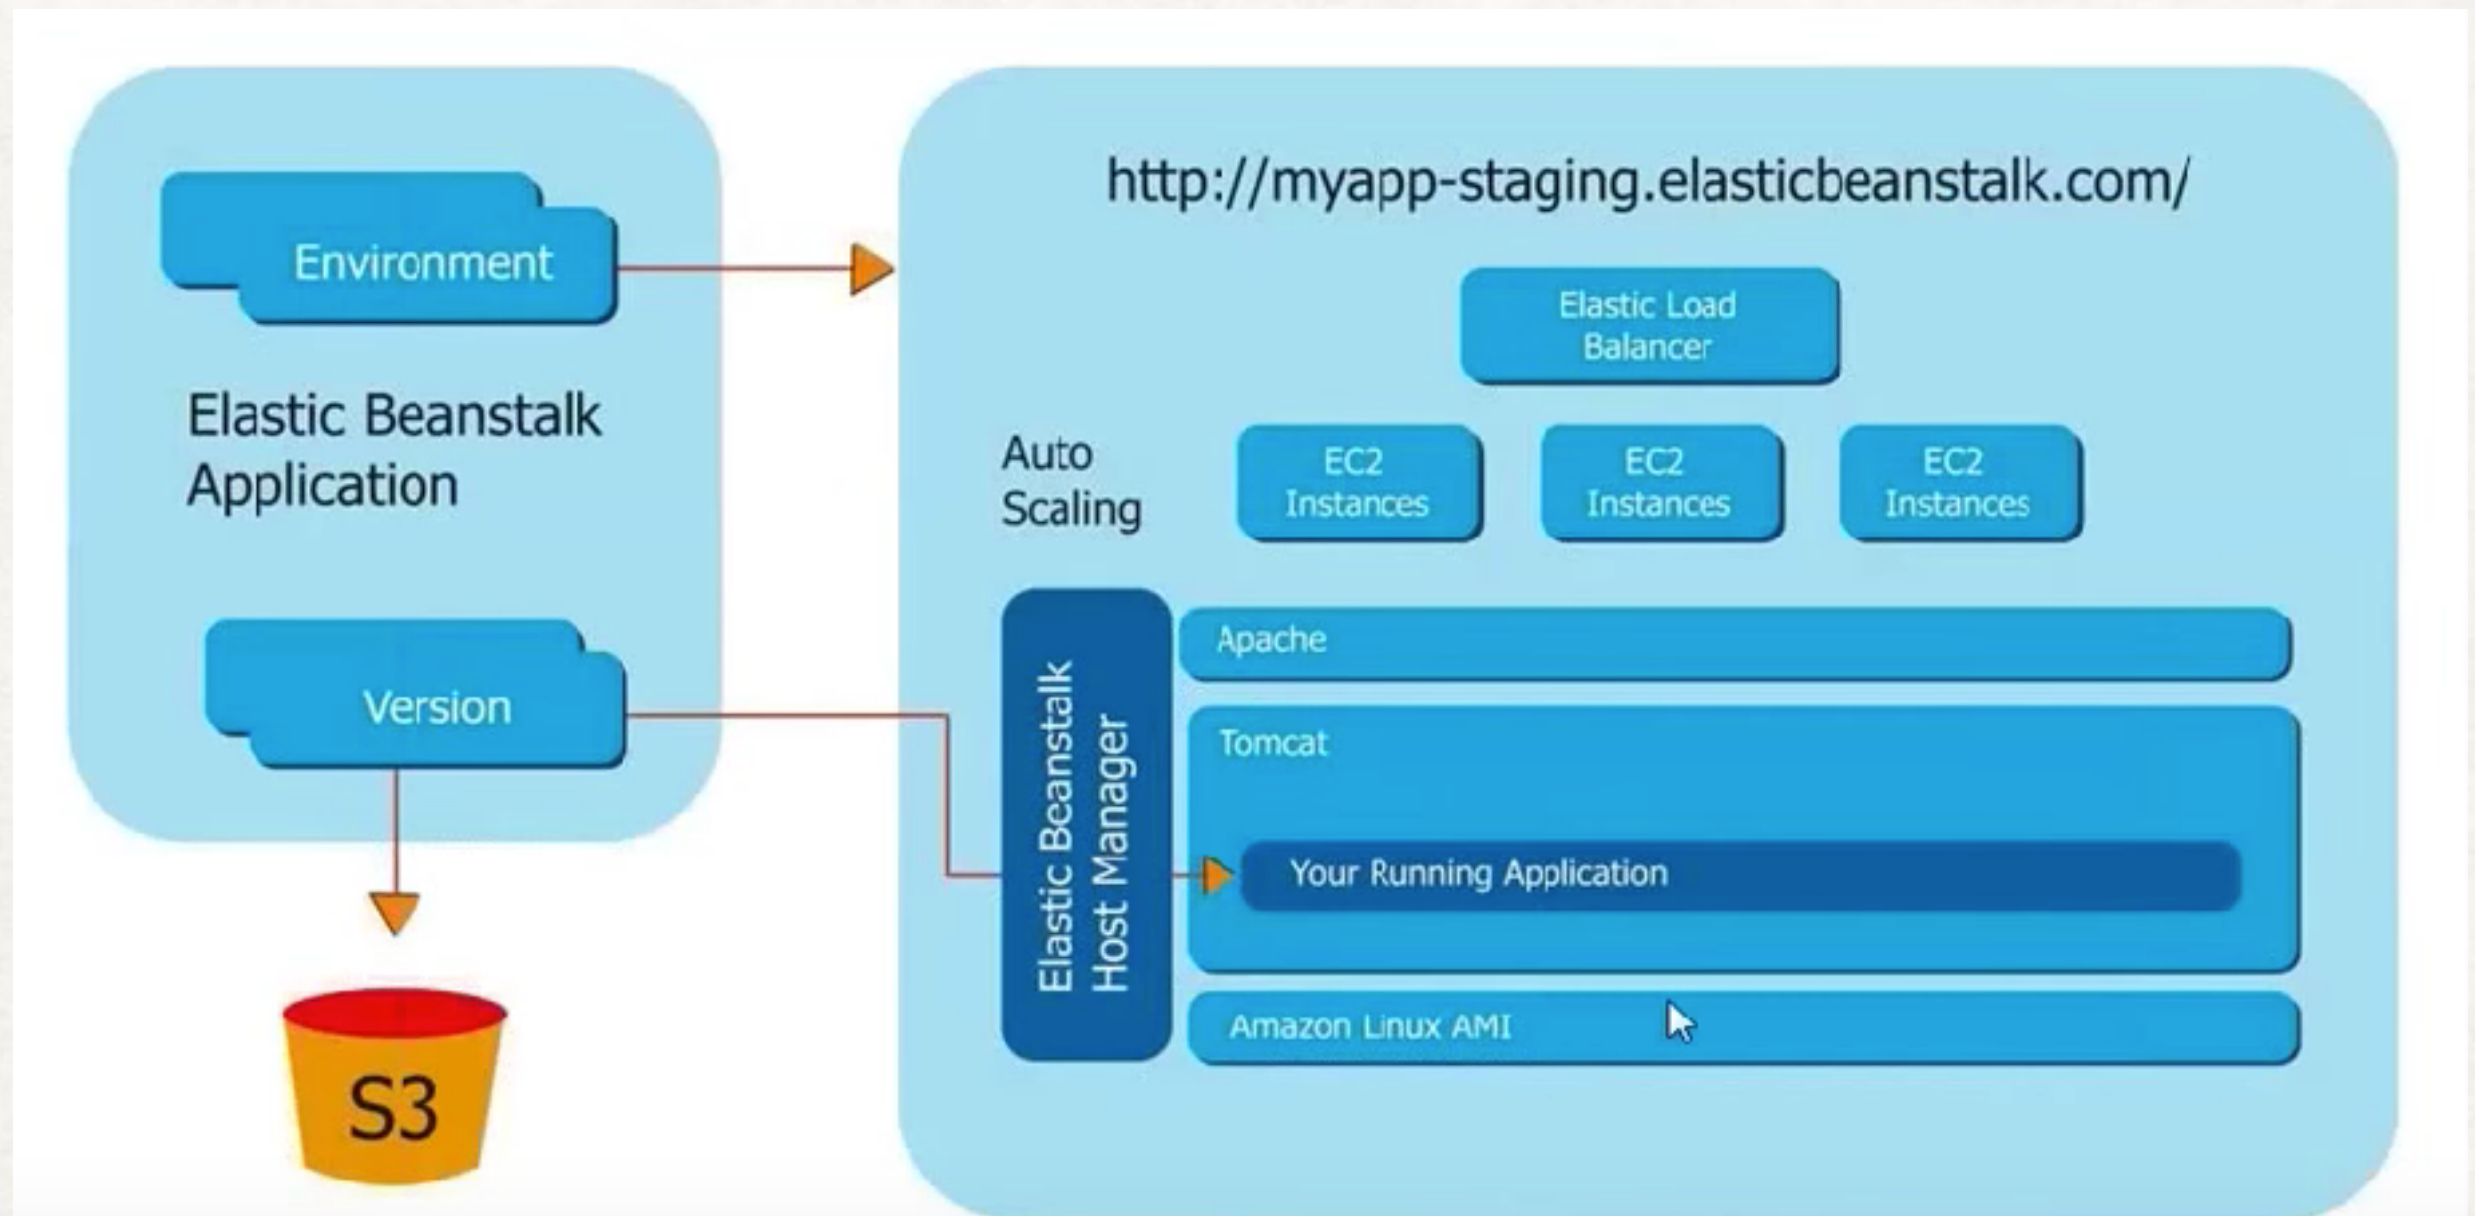 Environment
Elastic Beanstalk
Application
Version
S3
http://myapp-staging.elasticbeanstalk.com/
Elastic Load
Balancer
Auto
Scaling
EC2
Instances
EC2
Instances
EC2
Instances
Elastic Beanstalk
Host Manager
Apache
Tomcat
Your Running Application
Amazon Linux AMI